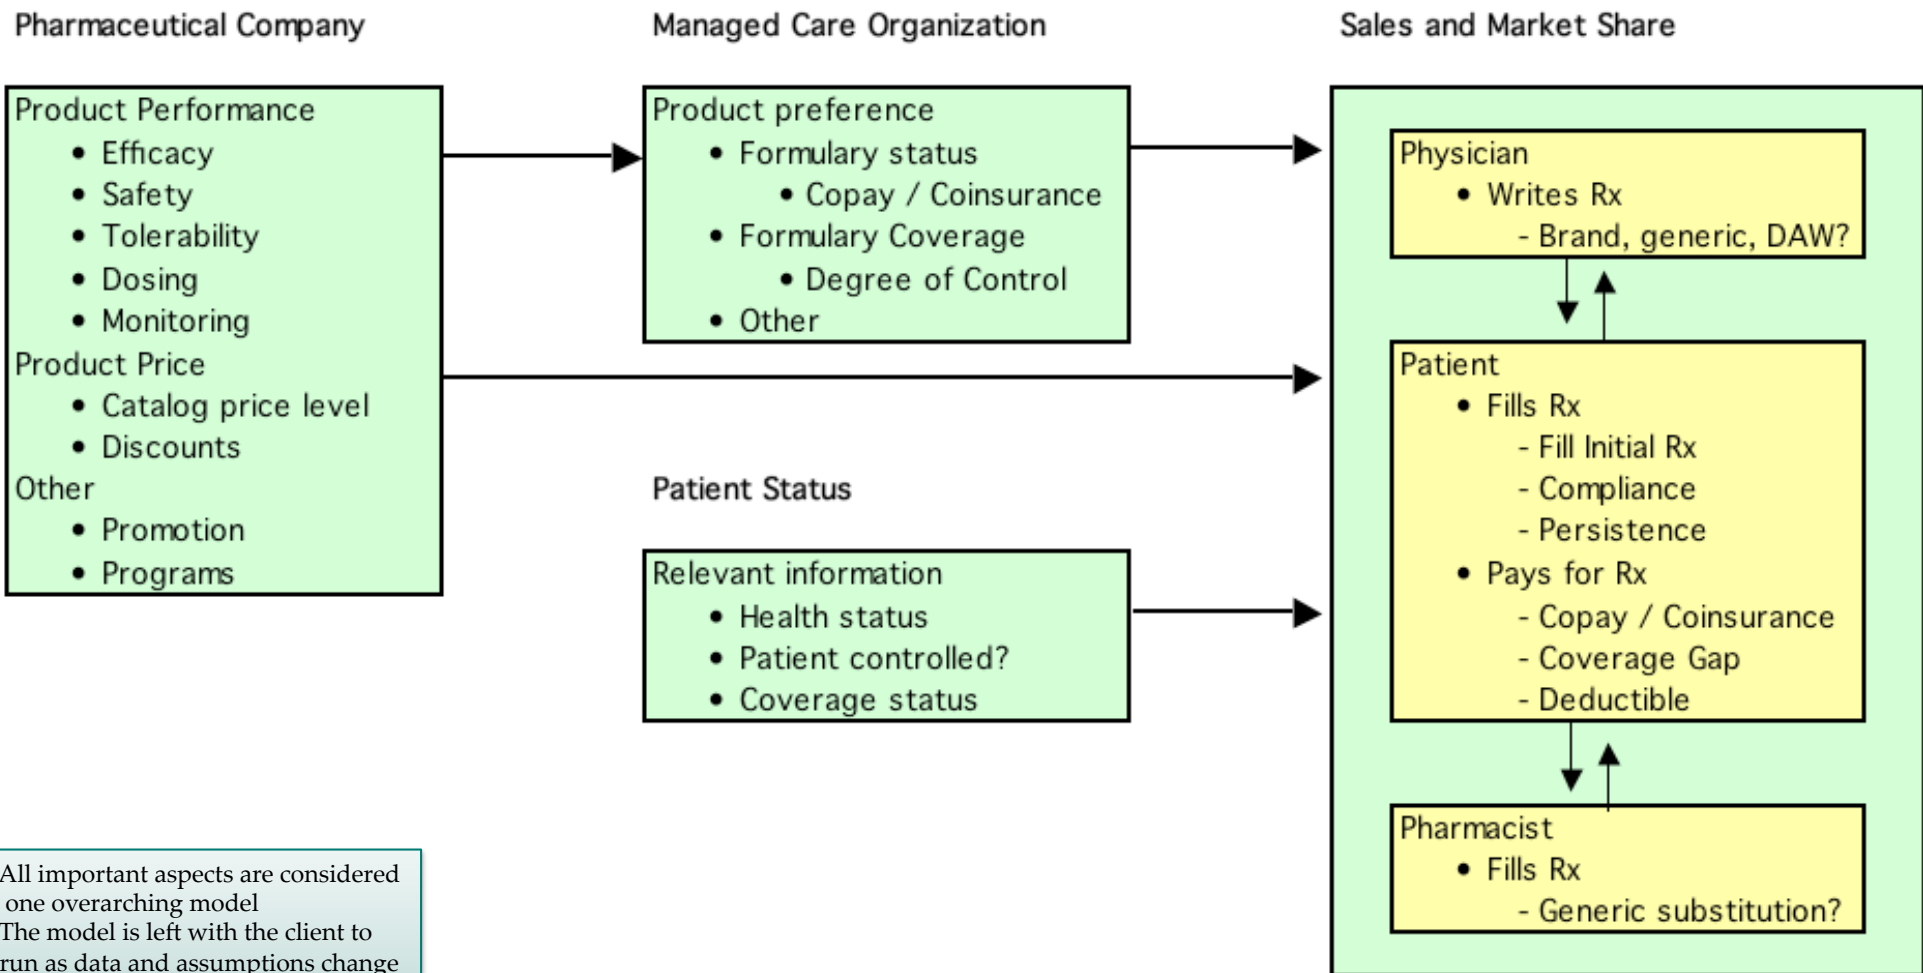 Pharmaceutical Company
Product Performance
• Efficacy
• Safety
• Tolerability
• Dosing
• Monitoring
Product Price
• Catalog price level
• Discounts
Other
• Promotion
• Programs
Managed Care Organization
Product preference
• Formulary status
• Copay / Coinsurance
• Formulary Coverage
• Degree of Control
• Other
Patient Status
Relevant information
• Health status
• Patient controlled?
• Coverage status
Sales and Market Share
Physician
• Writes Rx
- Brand, generic, DAW?
Patient
• Fills Rx
- Fill Initial Rx
- Compliance
- Persistence
• Pays for Rx
- Copay / Coinsurance
- Coverage Gap
- Deductible
Pharmacist
• Fills Rx
- Generic substitution?
All important aspects are considered
one overarching model
The model is left with the client to
run as data and assumptions change